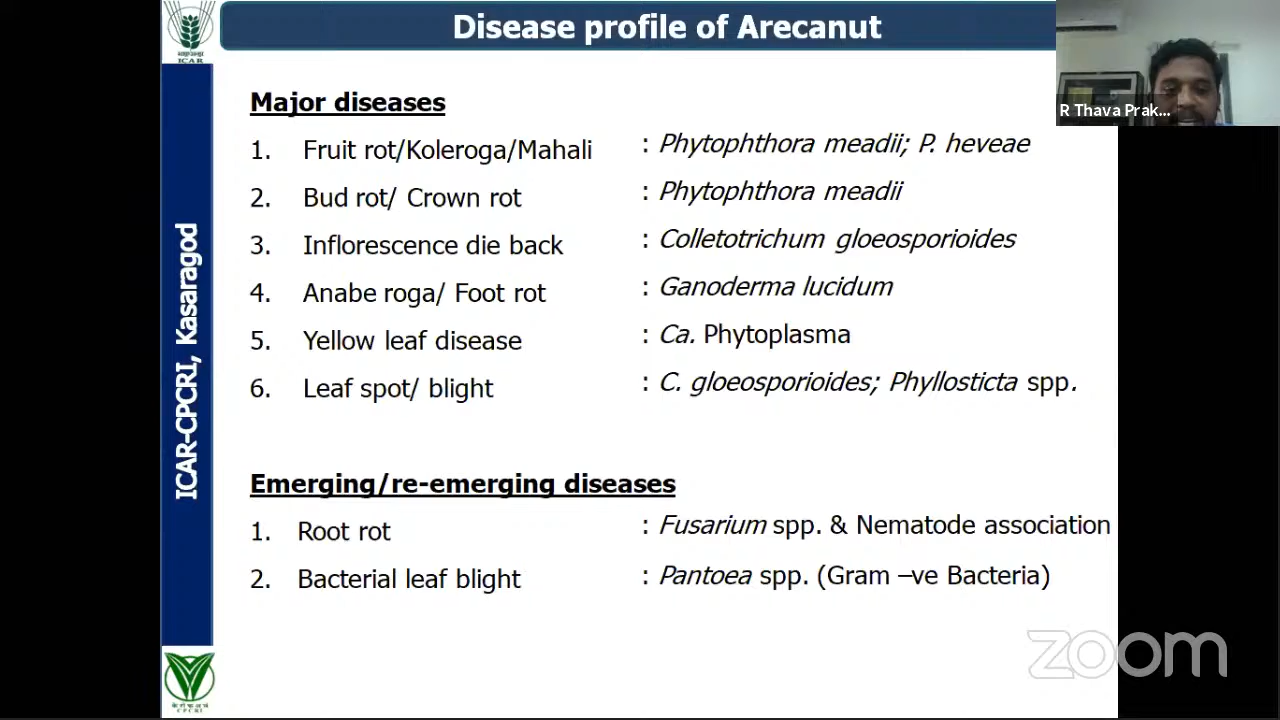 Disease profile of Arecanut
ICAR
R Thava Prak...
ICAR-CPCRI, Kasaragod
Major diseases
1. Fruit rot/Koleroga/Mahali : Phytophthora meadii; P. heveae
2. Bud rot/ Crown rot : Phytophthora meadii
3. Inflorescence die back : Colletotrichum gloeosporioides
4. Anabe roga/ Foot rot : Ganoderma lucidum
5. Yellow leaf disease : Ca. Phytoplasma
6. Leaf spot/ blight : C. gloeosporioides; Phyllosticta spp.
Emerging/re-emerging diseases
1. Root rot : Fusarium spp. & Nematode association
2. Bacterial leaf blight : Pantoea spp. (Gram –ve Bacteria)
CPCRI
zoom